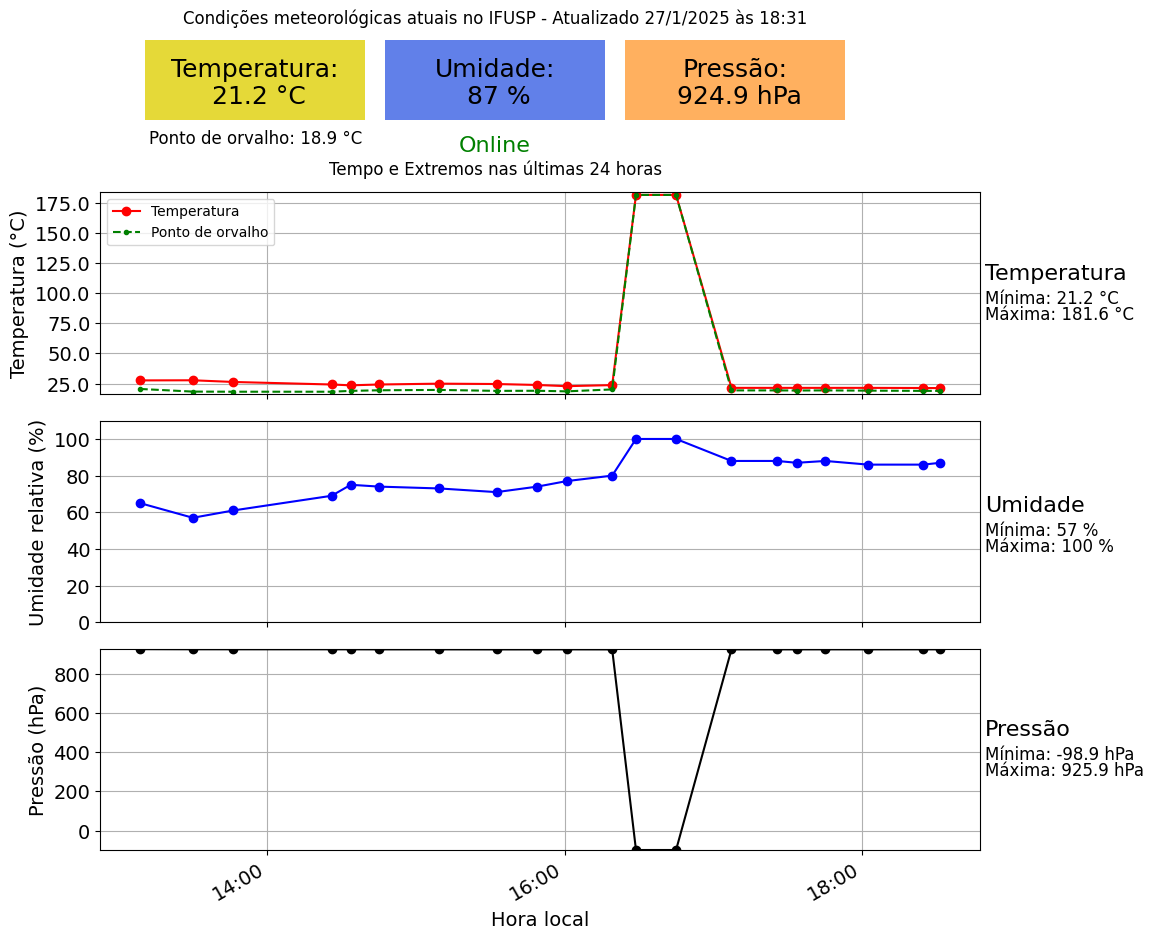 Condições meteorológicas atuais no IFUSP - Atualizado 27/1/2025 às 18:31
Temperatura:
21.2 °C
Umidade:
87 %
Pressão:
924.9 hPa
Ponto de orvalho: 18.9 °C
Online
Tempo e Extremos nas últimas 24 horas
Temperatura (°C)
175.0
150.0
125.0
100.0
75.0
50.0
25.0
Temperatura
Ponto de orvalho
Temperatura
Mínima: 21.2 °C
Máxima: 181.6 °C
Umidade relativa (%)
100
80
60
40
20
0
Umidade
Mínima: 57 %
Máxima: 100 %
Pressão (hPa)
800
600
400
200
0
Pressão
Mínima: -98.9 hPa
Máxima: 925.9 hPa
14:00
16:00
18:00
Hora local